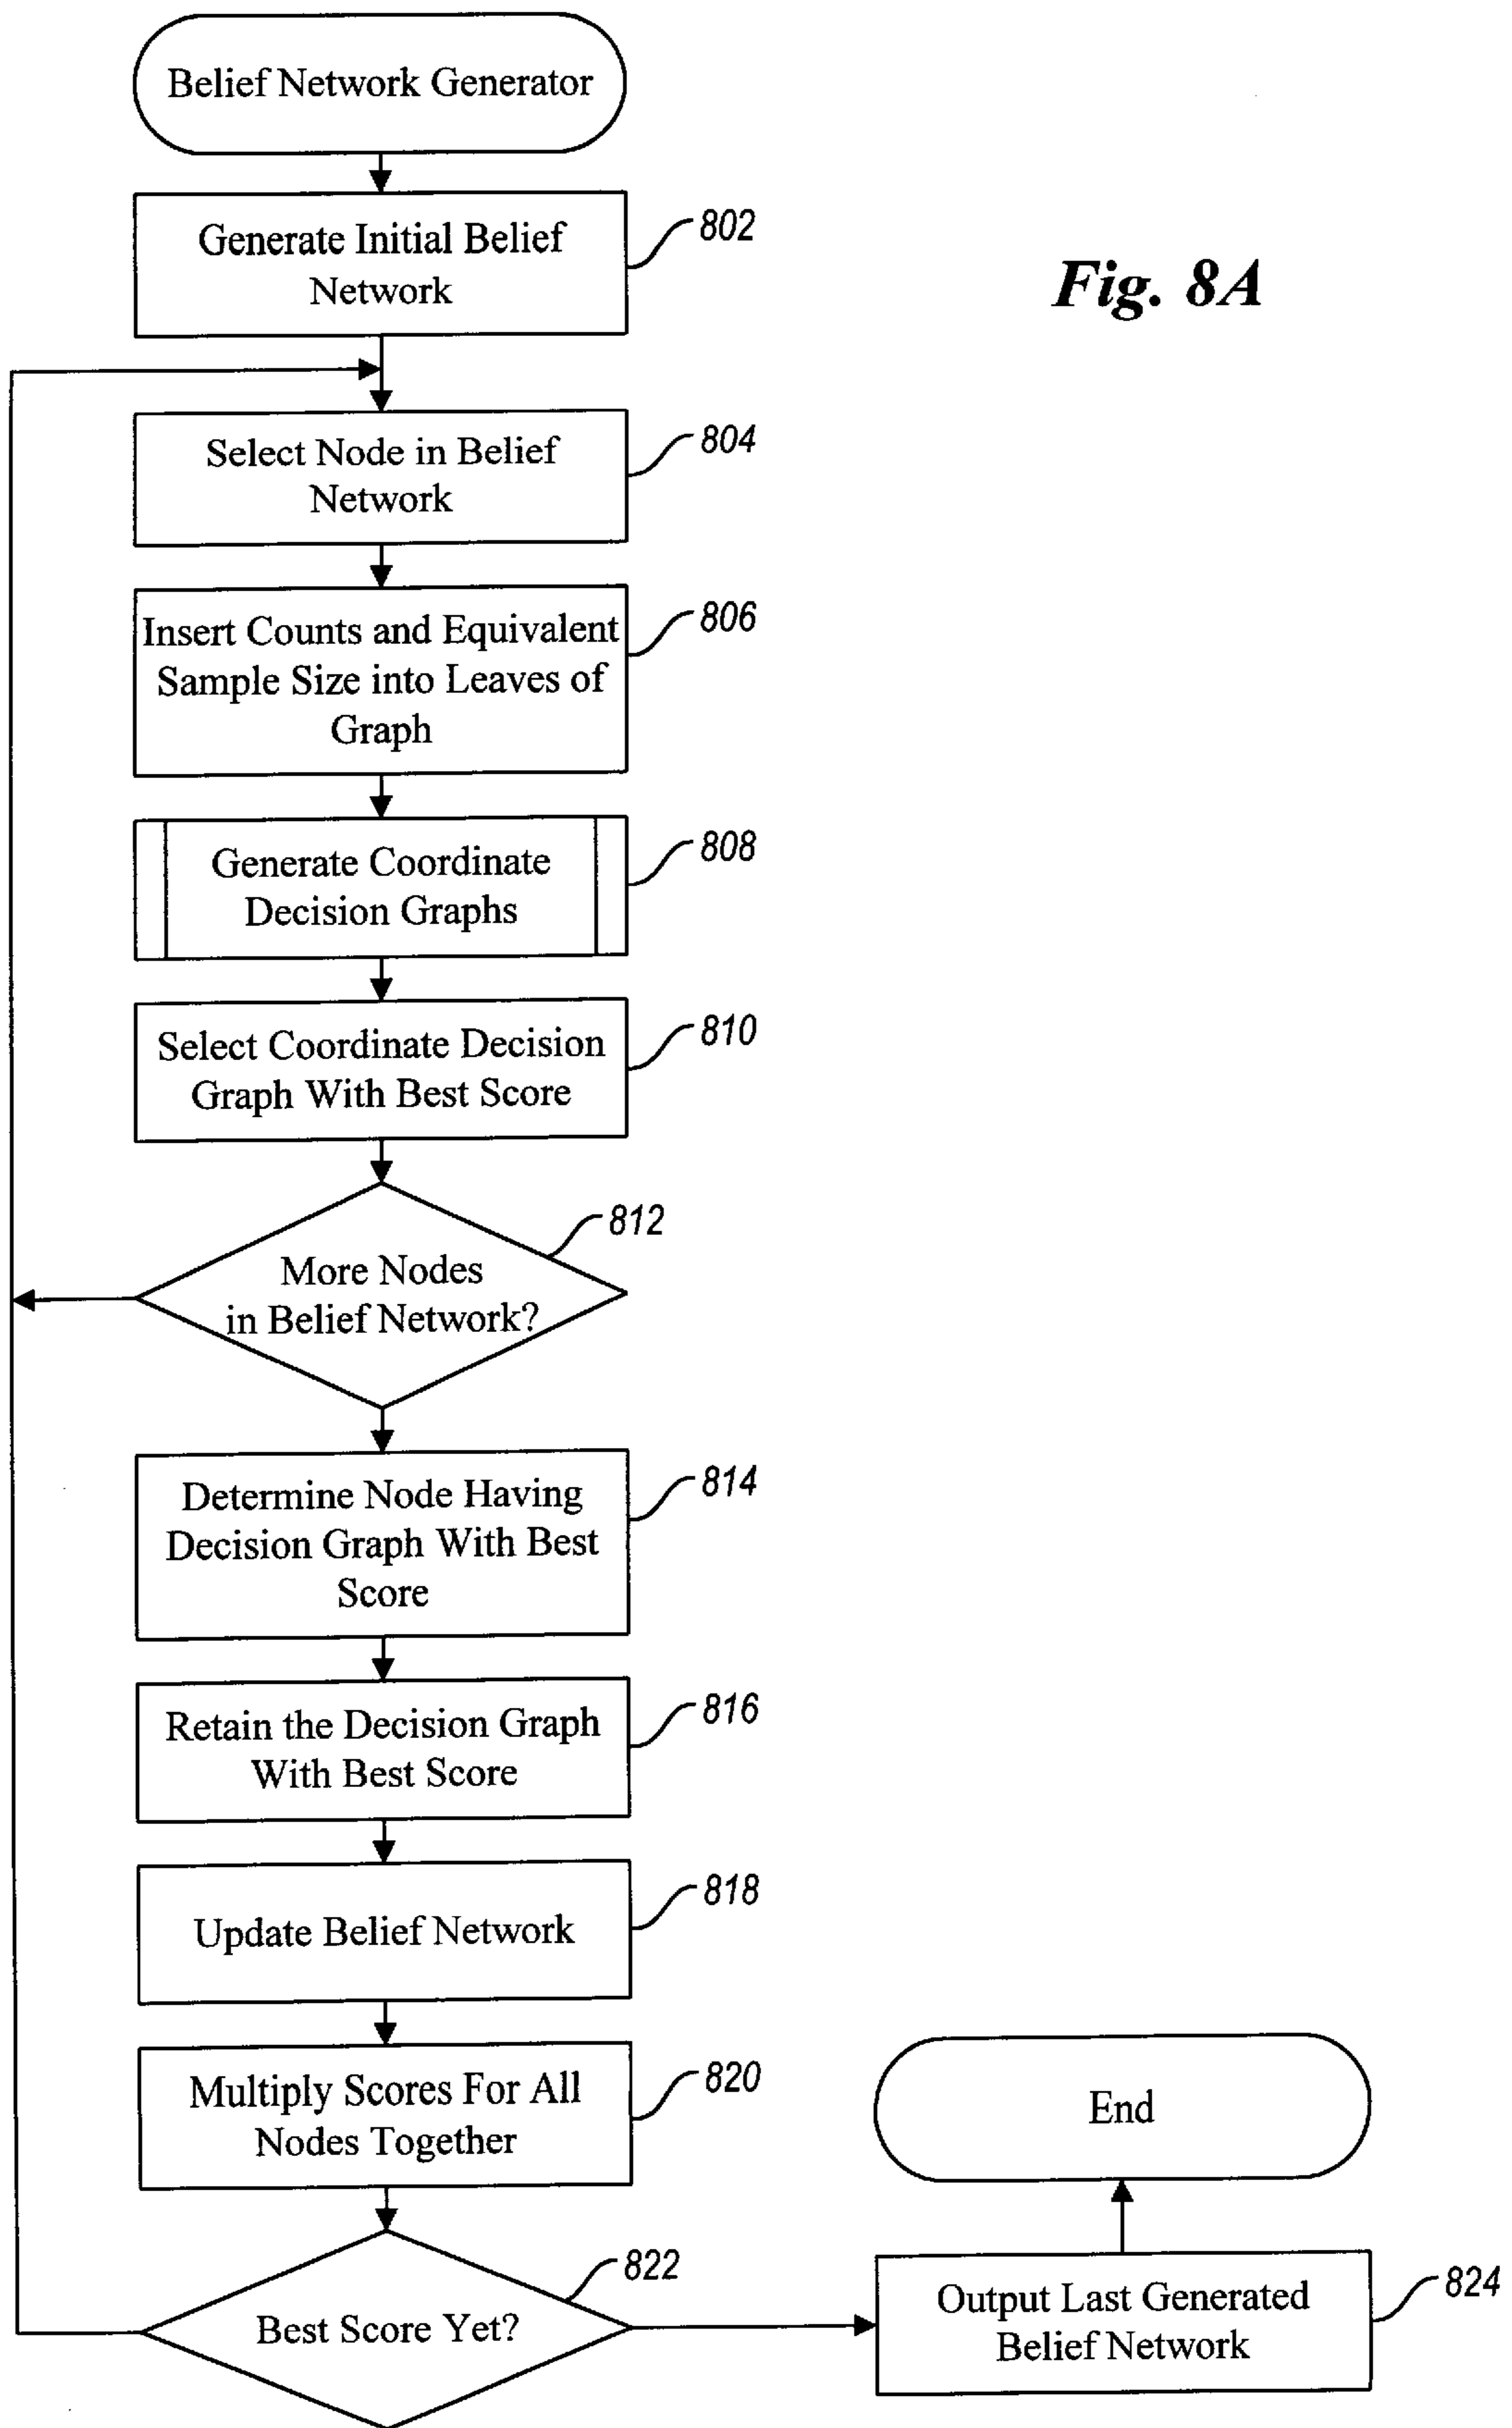 Belief Network Generator
Generate Initial Belief
Network
802
Fig. 8A
Select Node in Belief
Network
804
Insert Counts and Equivalent
Sample Size into Leaves of
Graph
806
Generate Coordinate
Decision Graphs
808
Select Coordinate Decision
Graph With Best Score
810
More Nodes
in Belief Network?
812
Determine Node Having
Decision Graph With Best
Score
814
Retain the Decision Graph
With Best Score
816
Update Belief Network
818
Multiply Scores For All
Nodes Together
820
Best Score Yet?
822
Output Last Generated
Belief Network
824
End